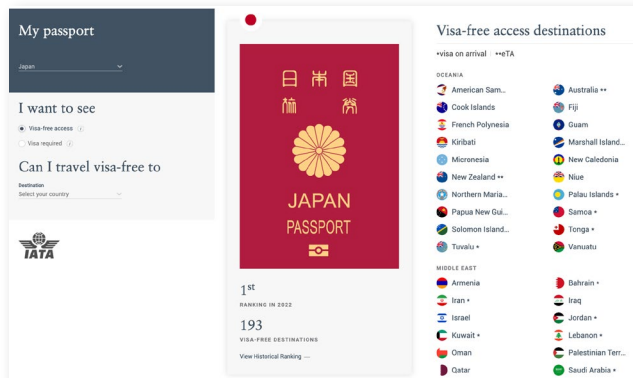 My passport
Japan
I want to see
Visa-free access
Visa required
Can I travel visa-free to
Destination
Select your country
IATA
日本国
旅券
JAPAN
PASSPORT
1st
RANKING IN 2022
193
VISA-FREE DESTINATIONS
View Historical Ranking —
Visa-free access destinations
*visa on arrival | **eTA
OCEANIA
American Sam... Australia **
Cook Islands Fiji
French Polynesia Guam
Kiribati Marshall Island...
Micronesia New Caledonia
New Zealand ** Niue
Northern Maria... Palau Islands *
Papua New Gui... Samoa *
Solomon Island... Tonga *
Tuvalu * Vanuatu
MIDDLE EAST
Armenia Bahrain *
Iran * Iraq
Israel Jordan *
Kuwait * Lebanon *
Oman Palestinian Terr...
Qatar Saudi Arabia *